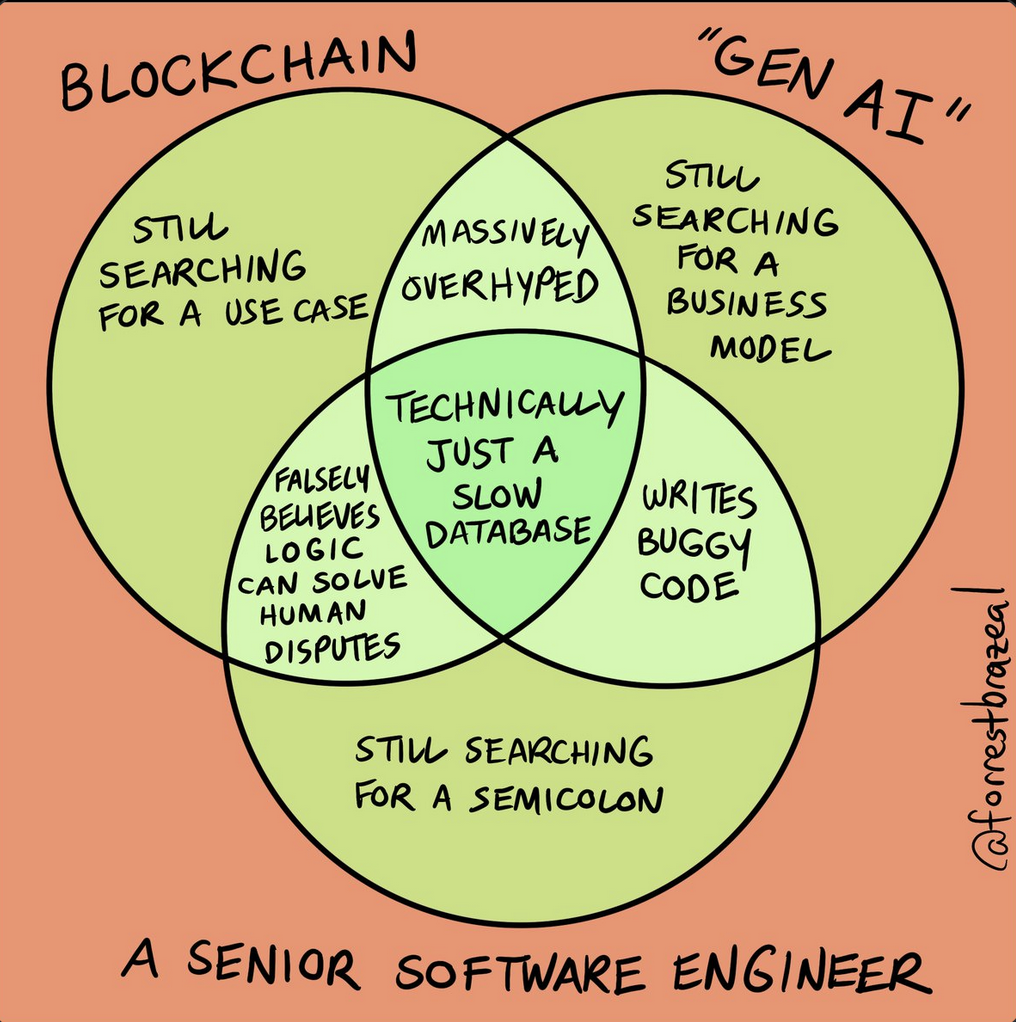 BLOCKCHAIN
"GEN AI"
STILL
SEARCHING
FOR A USE CASE
MASSIVELY
OVERHYPED
STILL
SEARCHING
FOR A
BUSINESS
MODEL
TECHNICALLY
JUST A
SLOW
DATABASE
FALSELY
BELIEVES
LOGIC
CAN SOLVE
HUMAN
DISPUTES
WRITES
BUGGY
CODE
STILL SEARCHING
FOR A SEMICOLON
A SENIOR SOFTWARE ENGINEER
@forrestbrazeal